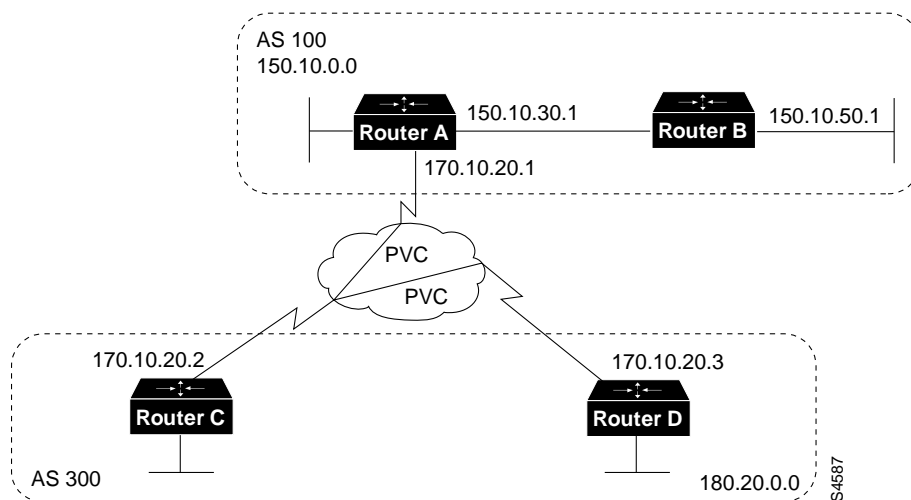 AS 100
150.10.0.0
Router A
150.10.30.1
Router B
150.10.50.1
170.10.20.1
PVC
PVC
170.10.20.2
170.10.20.3
Router C
Router D
AS 300
180.20.0.0
S4587